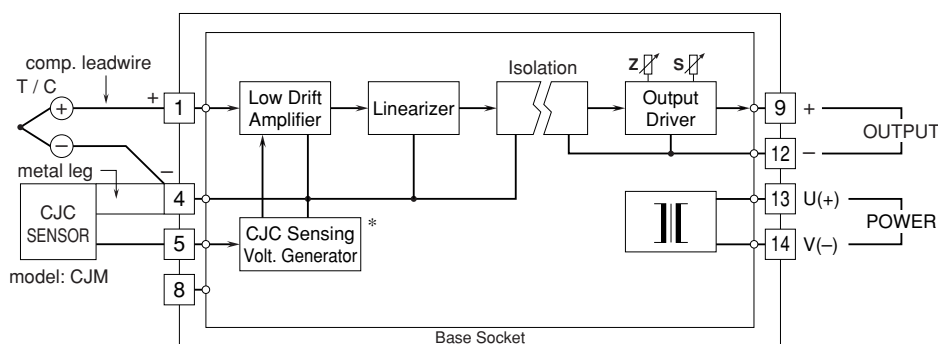 comp. leadwire
T / C
+
+
−
−
metal leg
CJC
SENSOR
model: CJM
1
4
5
8
Low Drift
Amplifier
Linearizer
Isolation
Z
S
Output
Driver
CJC Sensing
Volt. Generator
*
9
+
OUTPUT
12
−
13
U(+)
POWER
14
V(−)
Base Socket